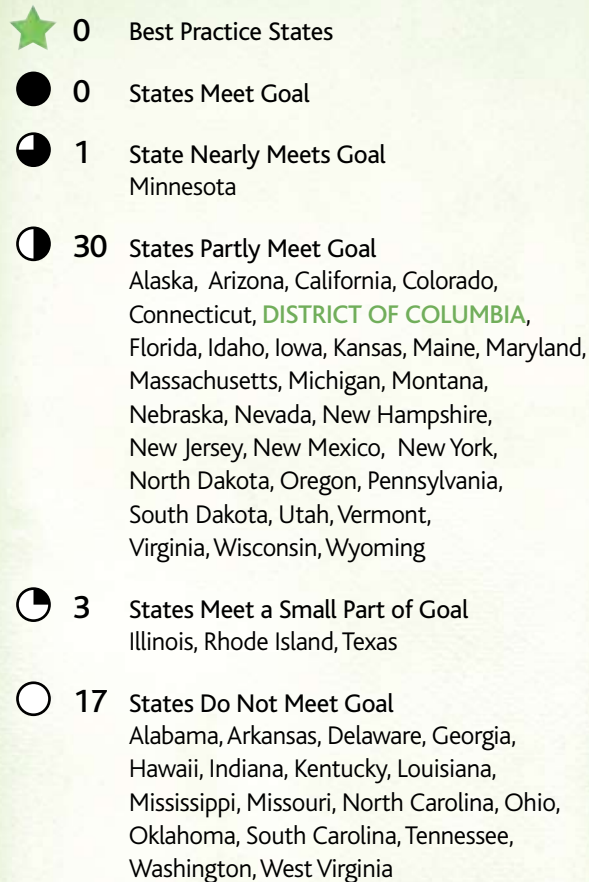 0 Best Practice States
0 States Meet Goal
1 State Nearly Meets Goal
Minnesota
30 States Partly Meet Goal
Alaska, Arizona, California, Colorado,
Connecticut, DISTRICT OF COLUMBIA,
Florida, Idaho, Iowa, Kansas, Maine, Maryland,
Massachusetts, Michigan, Montana,
Nebraska, Nevada, New Hampshire,
New Jersey, New Mexico, New York,
North Dakota, Oregon, Pennsylvania,
South Dakota, Utah, Vermont,
Virginia, Wisconsin, Wyoming
3 States Meet a Small Part of Goal
Illinois, Rhode Island, Texas
17 States Do Not Meet Goal
Alabama, Arkansas, Delaware, Georgia,
Hawaii, Indiana, Kentucky, Louisiana,
Mississippi, Missouri, North Carolina, Ohio,
Oklahoma, South Carolina, Tennessee,
Washington, West Virginia